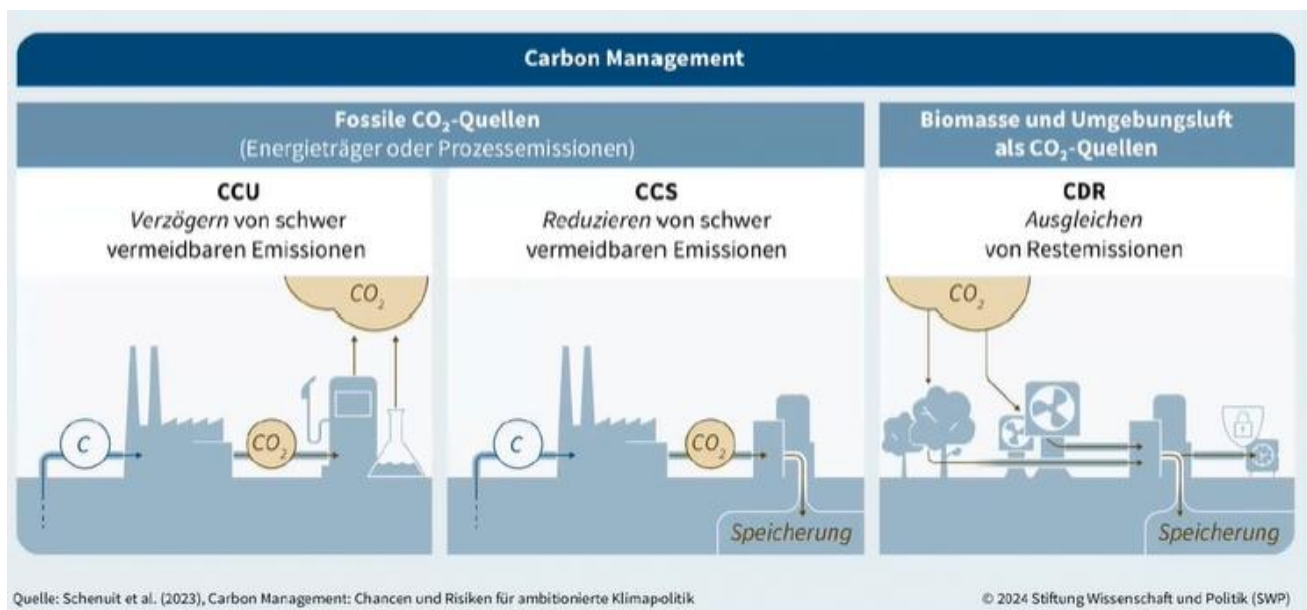 Carbon Management
Fossile CO₂-Quellen
(Energieträger oder Prozessemissionen)
Biomasse und Umgebungsluft
als CO₂-Quellen
CCU
Verzögern von schwer
vermeidbaren Emissionen
CCS
Reduzieren von schwer
vermeidbaren Emissionen
CDR
Ausgleichen
von Restemissionen
CO₂
C
CO₂
C
CO₂
Speicherung
CO₂
Speicherung
Quelle: Schenuit et al. (2023), Carbon Management: Chancen und Risiken für ambitionierte Klimapolitik
© 2024 Stiftung Wissenschaft und Politik (SWP)